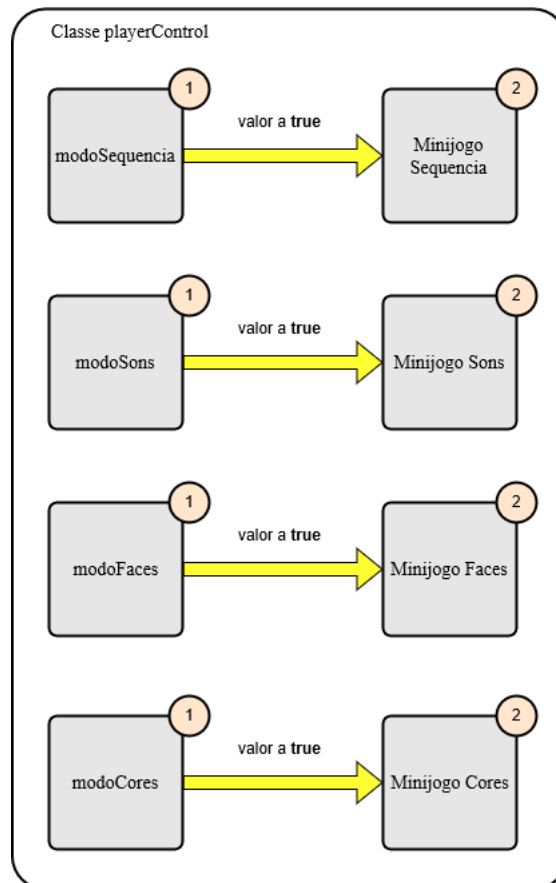 Classe playerControl
1
2
valor a true
modoSequencia
Minijogo
Sequencia
1
2
valor a true
modoSons
Minijogo Sons
1
2
valor a true
modoFaces
Minijogo Faces
1
2
valor a true
modoCores
Minijogo Cores